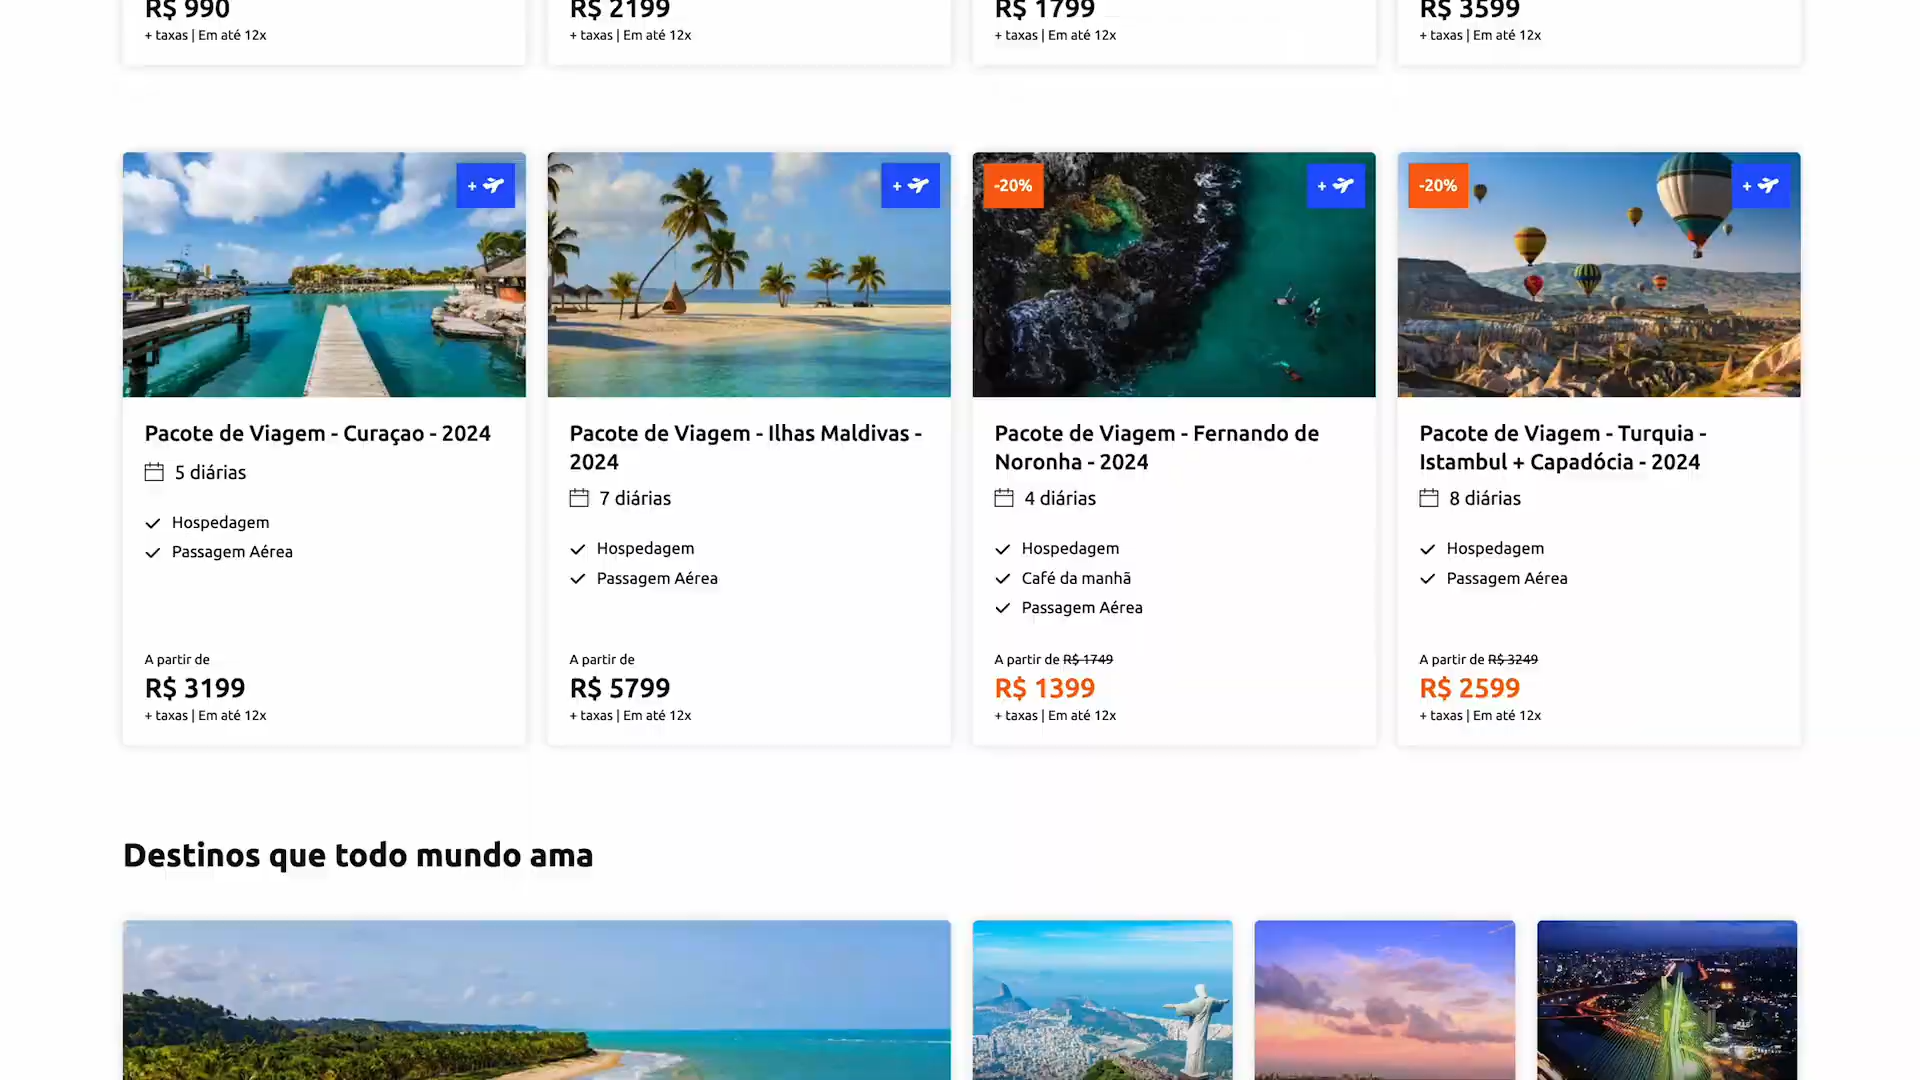 R$ 990
+ taxas | Em até 12x
R$ 2199
+ taxas | Em até 12x
R$ 1799
+ taxas | Em até 12x
R$ 3599
+ taxas | Em até 12x
+
Pacote de Viagem - Curaçao - 2024
5 diárias
Hospedagem
Passagem Aérea
A partir de
R$ 3199
+ taxas | Em até 12x
+
Pacote de Viagem - Ilhas Maldivas -
2024
7 diárias
Hospedagem
Passagem Aérea
A partir de
R$ 5799
+ taxas | Em até 12x
-20%
+
Pacote de Viagem - Fernando de
Noronha - 2024
4 diárias
Hospedagem
Café da manhã
Passagem Aérea
A partir de R$ 1749
R$ 1399
+ taxas | Em até 12x
-20%
+
Pacote de Viagem - Turquia -
Istambul + Capadócia - 2024
8 diárias
Hospedagem
Passagem Aérea
A partir de R$ 3249
R$ 2599
+ taxas | Em até 12x
Destinos que todo mundo ama